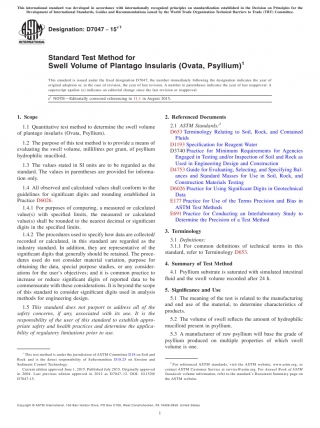 This international standard was developed in accordance with internationally recognized principles on standardization established in the Decision on Principles for the
Development of International Standards, Guides and Recommendations issued by the World Trade Organization Technical Barriers to Trade (TBT) Committee.
Designation: D7047 − 15ε1
Standard Test Method for
Swell Volume of Plantago Insularis (Ovata, Psyllium)1
This standard is issued under the fixed designation D7047; the number immediately following the designation indicates the year of
original adoption or, in the case of revision, the year of last revision. A number in parentheses indicates the year of last reapproval. A
superscript epsilon (ε) indicates an editorial change since the last revision or reapproval.
ε1 NOTE—Editorially corrected referencing in 11.1 in August 2015.
1. Scope
1.1 Quantitative test method to determine the swell volume
of plantago insularis (Ovata, Psyllium).
1.2 The purpose of this test method is to provide a means of
evaluating the swell volume, millilitres per gram, of psyllium
hydrophilic mucilloid.
1.3 The values stated in SI units are to be regarded as the
standard. The values in parentheses are provided for informa-
tion only.
1.4 All observed and calculated values shall conform to the
guidelines for significant digits and rounding established in
Practice D6026.
1.4.1 For purposes of comparing, a measured or calculated
value(s) with specified limits, the measured or calculated
value(s) shall be rounded to the nearest decimal or significant
digits in the specified limits.
1.4.2 The procedures used to specify how data are collected/
recorded or calculated, in this standard are regarded as the
industry standard. In addition, they are representative of the
significant digits that generally should be retained. The proce-
dures used do not consider material variation, purpose for
obtaining the data, special purpose studies, or any consider-
ations for the user's objectives; and it is common practice to
increase or reduce significant digits of reported data to be
commensurate with these considerations. It is beyond the scope
of this standard to consider significant digits used in analysis
methods for engineering design.
1.5 This standard does not purport to address all of the
safety concerns, if any, associated with its use. It is the
responsibility of the user of this standard to establish appro-
priate safety and health practices and determine the applica-
bility of regulatory limitations prior to use.
1 This test method is under the jurisdiction of ASTM Committee D18 on Soil and
Rock and is the direct responsibility of Subcommittee D18.25 on Erosion and
Sediment Control Technology.
Current edition approved June 1, 2015. Published July 2015. Originally approved
in 2004. Last previous edition approved in 2012 as D7047–12. DOI: 10.1520/
D7047-15.
2. Referenced Documents
2.1 ASTM Standards:2
D653 Terminology Relating to Soil, Rock, and Contained
Fluids
D1193 Specification for Reagent Water
D3740 Practice for Minimum Requirements for Agencies
Engaged in Testing and/or Inspection of Soil and Rock as
Used in Engineering Design and Construction
D4753 Guide for Evaluating, Selecting, and Specifying Bal-
ances and Standard Masses for Use in Soil, Rock, and
Construction Materials Testing
D6026 Practice for Using Significant Digits in Geotechnical
Data
E177 Practice for Use of the Terms Precision and Bias in
ASTM Test Methods
E691 Practice for Conducting an Interlaboratory Study to
Determine the Precision of a Test Method
3. Terminology
3.1 Definitions:
3.1.1 For common definitions of technical terms in this
standard, refer to Terminology D653.
4. Summary of Test Method
4.1 Psyllium substrate is saturated with simulated intestinal
fluid and the swell volume recorded after 24 h.
5. Significance and Use
5.1 The meaning of the test is related to the manufacturing
and end use of the material, to determine characteristics of
products.
5.2 The volume of swell reflects the amount of hydrophilic
mucilloid present in psyllium.
5.3 A manufacturer of raw psyllium will base the grade of
psyllium produced on multiple properties of which swell
volume is one.
2 For referenced ASTM standards, visit the ASTM website, www.astm.org, or
contact ASTM Customer Service at service@astm.org. For Annual Book of ASTM
Standards volume information, refer to the standard's Document Summary page on
the ASTM website.
Copyright © ASTM International, 100 Barr Harbor Drive, PO Box C700, West Conshohocken, PA 19428-2959. United States
1